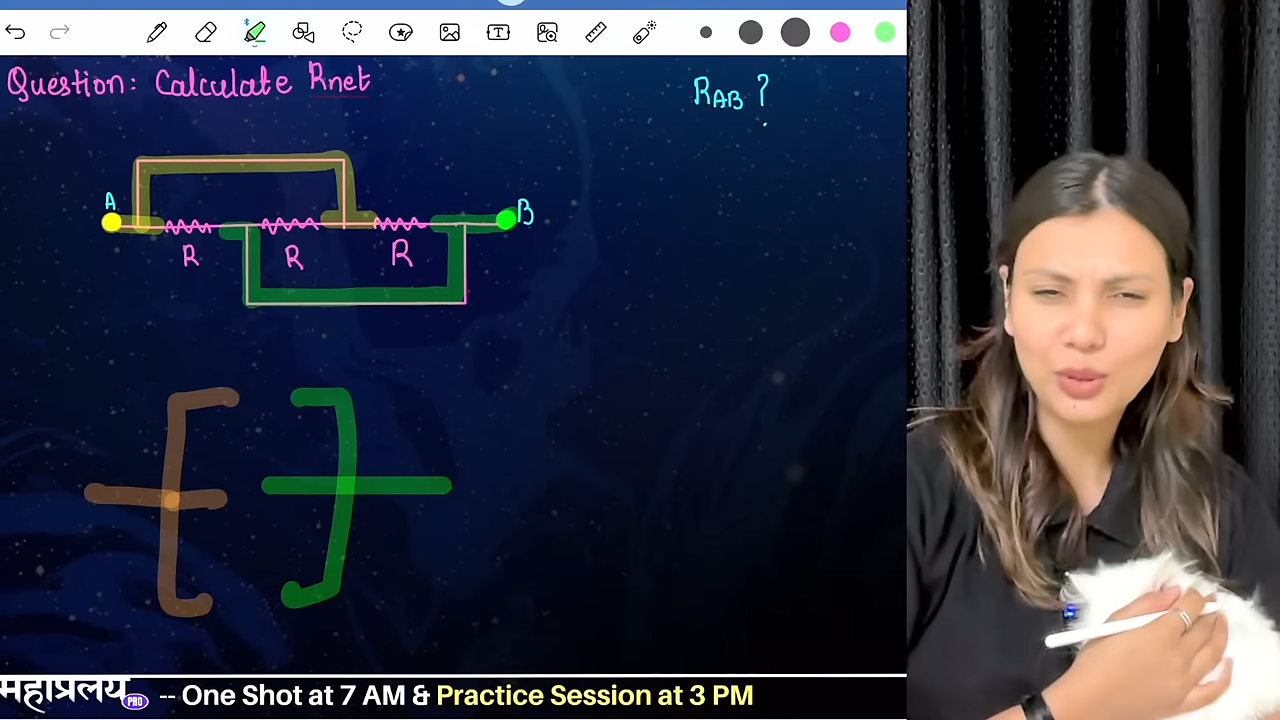 Question: Calculate Rnet
RAB ?
A
B
R
R
R
महाप्रलय PRO -- One Shot at 7 AM & Practice Session at 3 PM